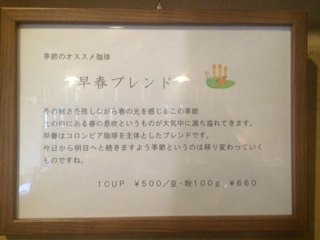 季節のオススメ珈琲
早春ブレンド
冬の厳さを残しながら春の光を感じるこの季節
土の中にある春の息吹というものが大気中に満ち溢れてきます。
早春はコロンビア珈琲を主体としたブレンドです。
今日から明日へと続きますよう季節というのは移り変わっていく
ものですね。
1CUP ¥500/豆・粉100g ¥660